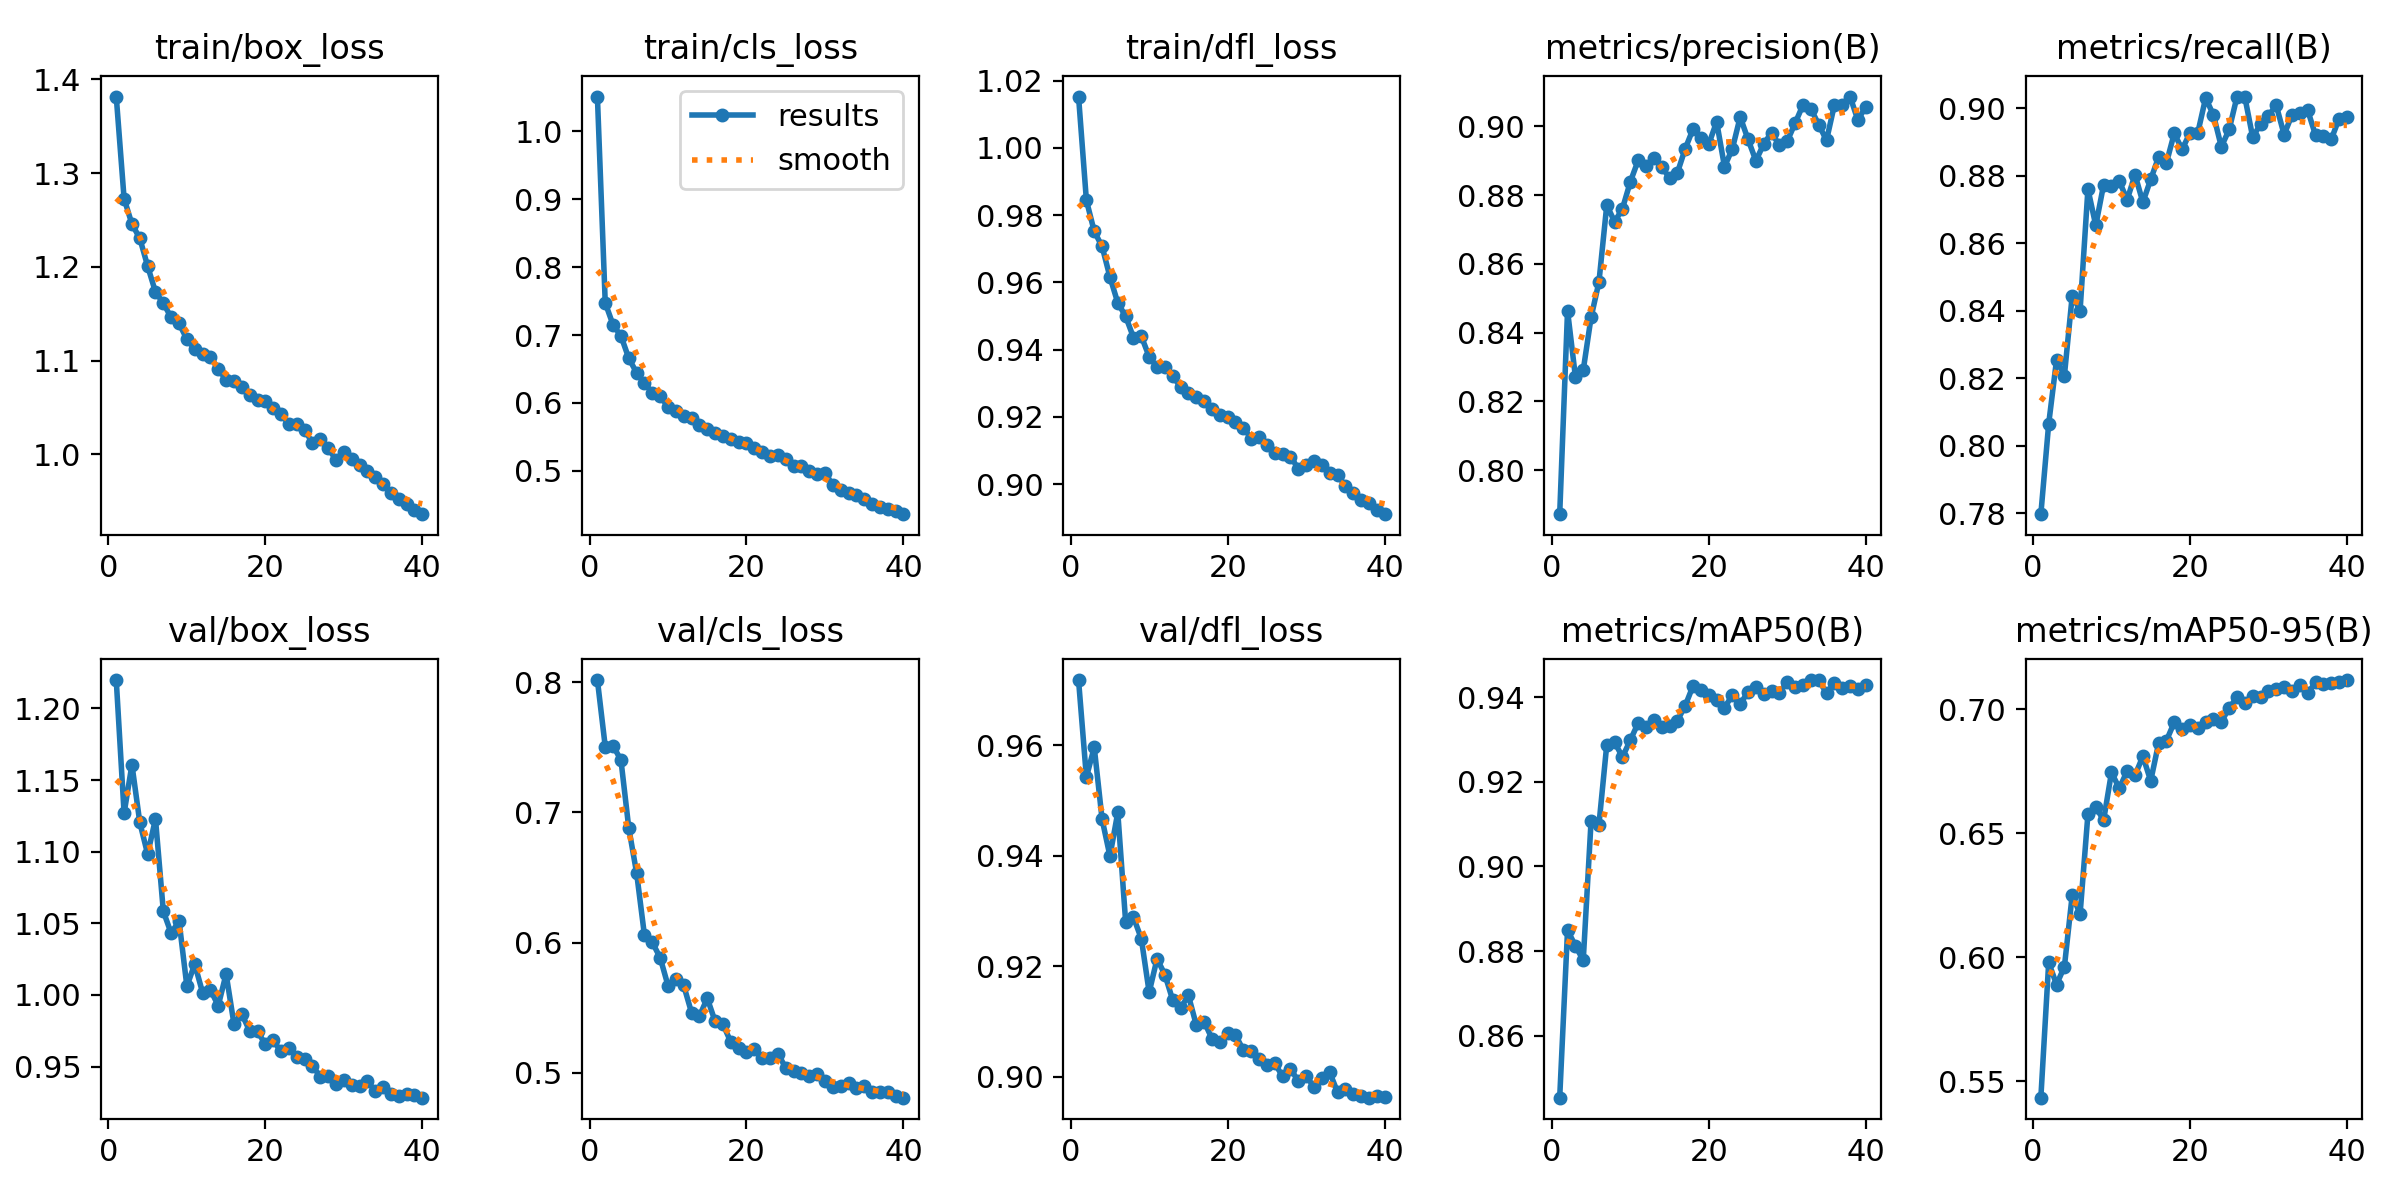 train/box_loss
1.4
1.3
1.2
1.1
1.0
0 20 40
train/cls_loss
results
smooth
1.0
0.9
0.8
0.7
0.6
0.5
0 20 40
train/dfl_loss
1.02
1.00
0.98
0.96
0.94
0.92
0.90
0 20 40
metrics/precision(B)
0.90
0.88
0.86
0.84
0.82
0.80
0 20 40
metrics/recall(B)
0.90
0.88
0.86
0.84
0.82
0.80
0.78
0 20 40
val/box_loss
1.20
1.15
1.10
1.05
1.00
0.95
0 20 40
val/cls_loss
0.8
0.7
0.6
0.5
0 20 40
val/dfl_loss
0.96
0.94
0.92
0.90
0 20 40
metrics/mAP50(B)
0.94
0.92
0.90
0.88
0.86
0 20 40
metrics/mAP50-95(B)
0.70
0.65
0.60
0.55
0 20 40